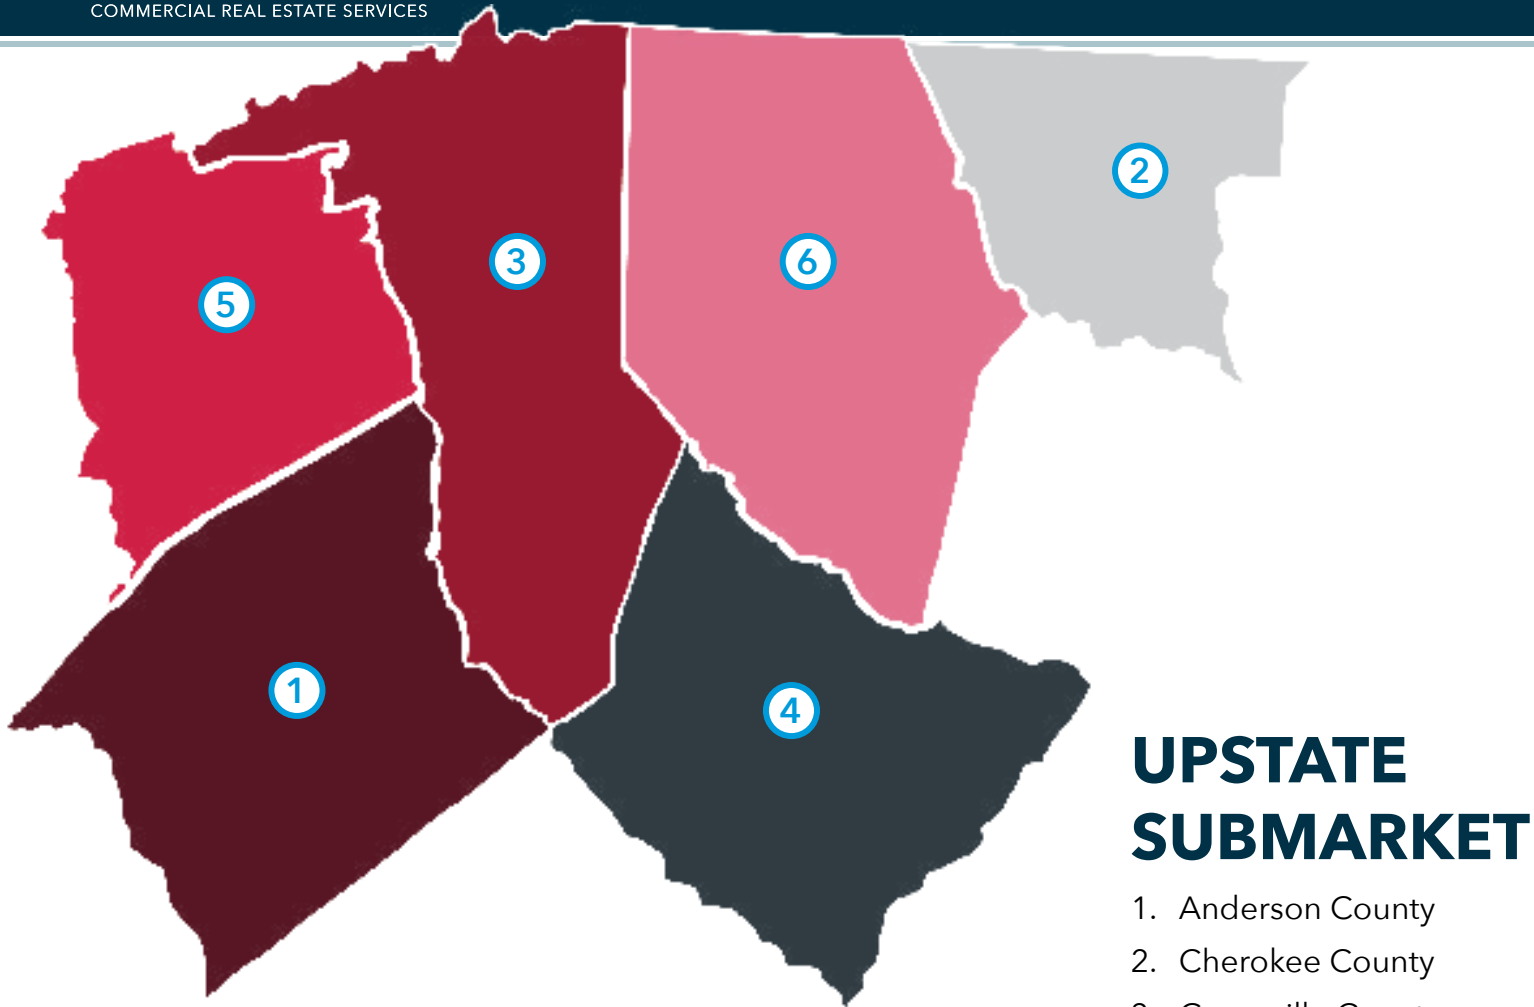 COMMERCIAL REAL ESTATE SERVICES
2
3
6
5
1
4
UPSTATE
SUBMARKET
1. Anderson County
2. Cherokee County